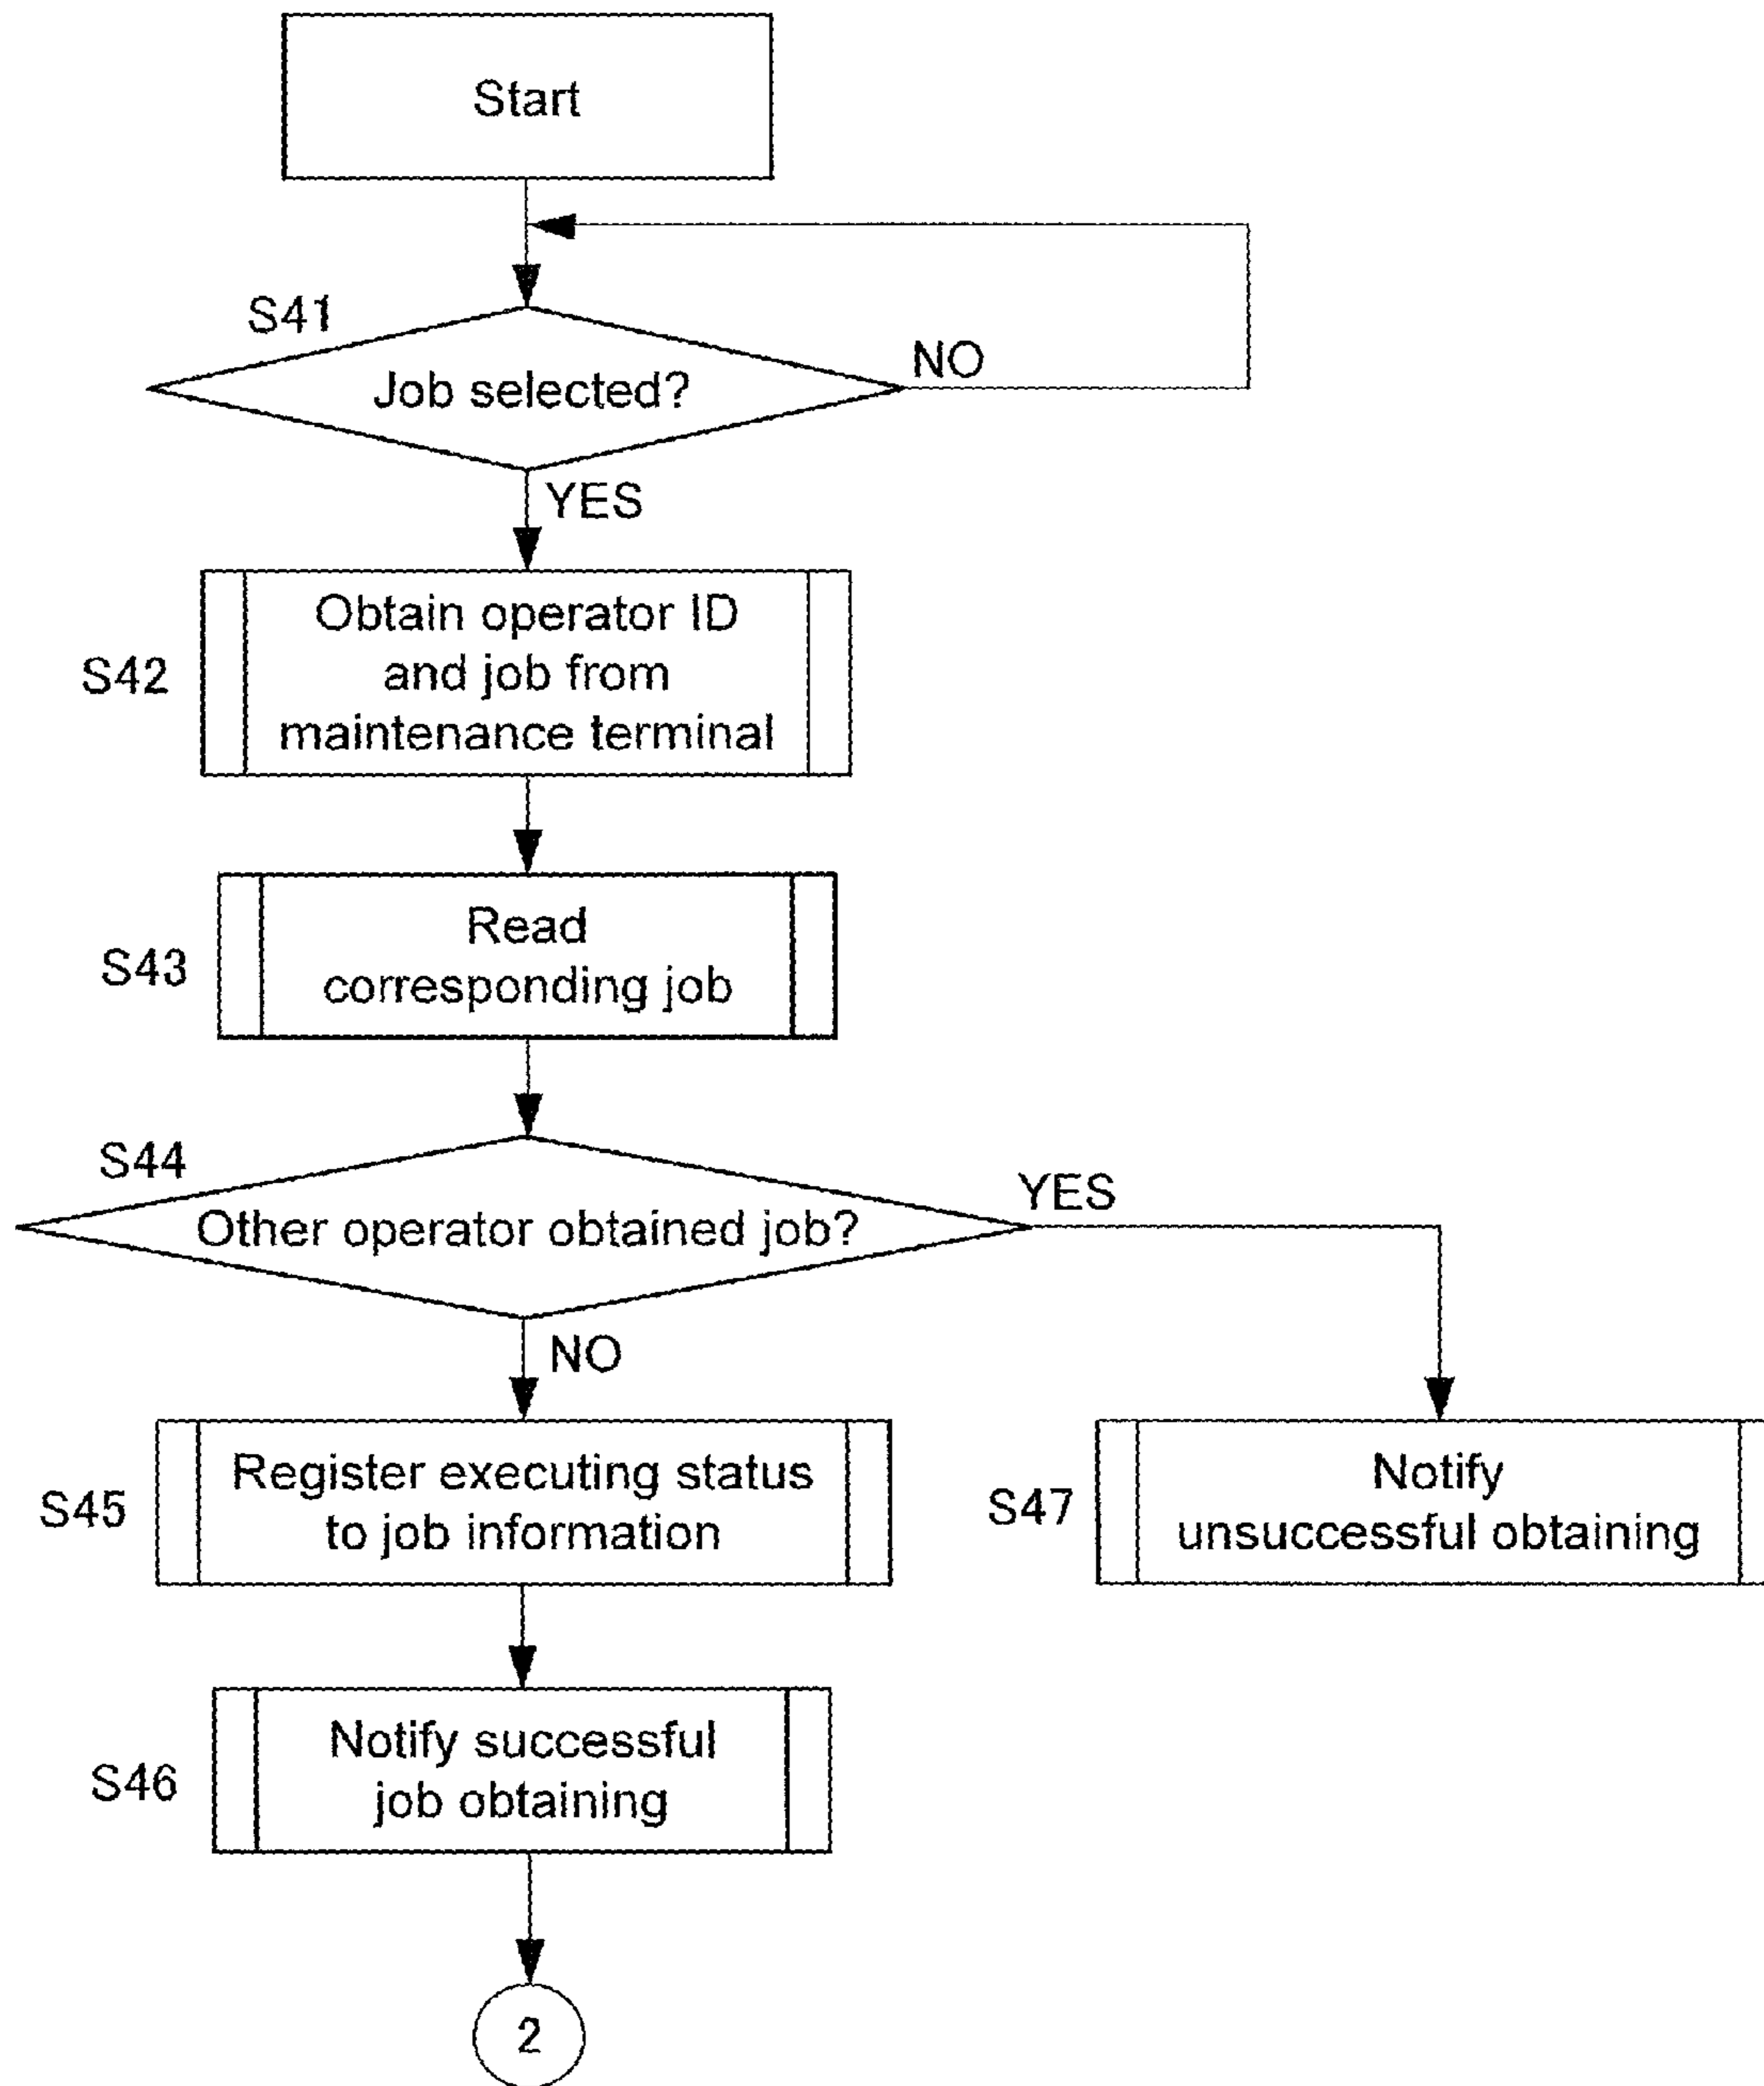 Start
S41
Job selected?
NO
YES
S42
Obtain operator ID
and job from
maintenance terminal
S43
Read
corresponding job
S44
Other operator obtained job?
YES
NO
S45
Register executing status
to job information
S47
Notify
unsuccessful obtaining
S46
Notify successful
job obtaining
2